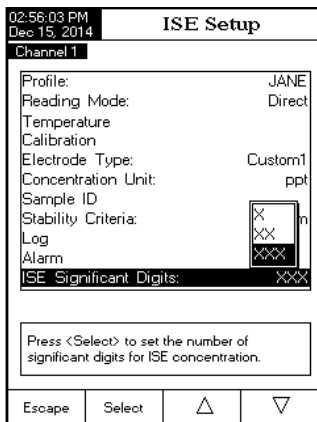 02:56:03 PM
Dec 15, 2014
ISE Setup
Channel 1
Profile: JANE
Reading Mode: Direct
Temperature
Calibration
Electrode Type: Custom1
Concentration Unit: ppt
Sample ID
Stability Criteria: m
Log
Alarm
X
XX
XXX
ISE Significant Digits: XXX
Press <Select> to set the number of
significant digits for ISE concentration.
Escape Select △ ▽